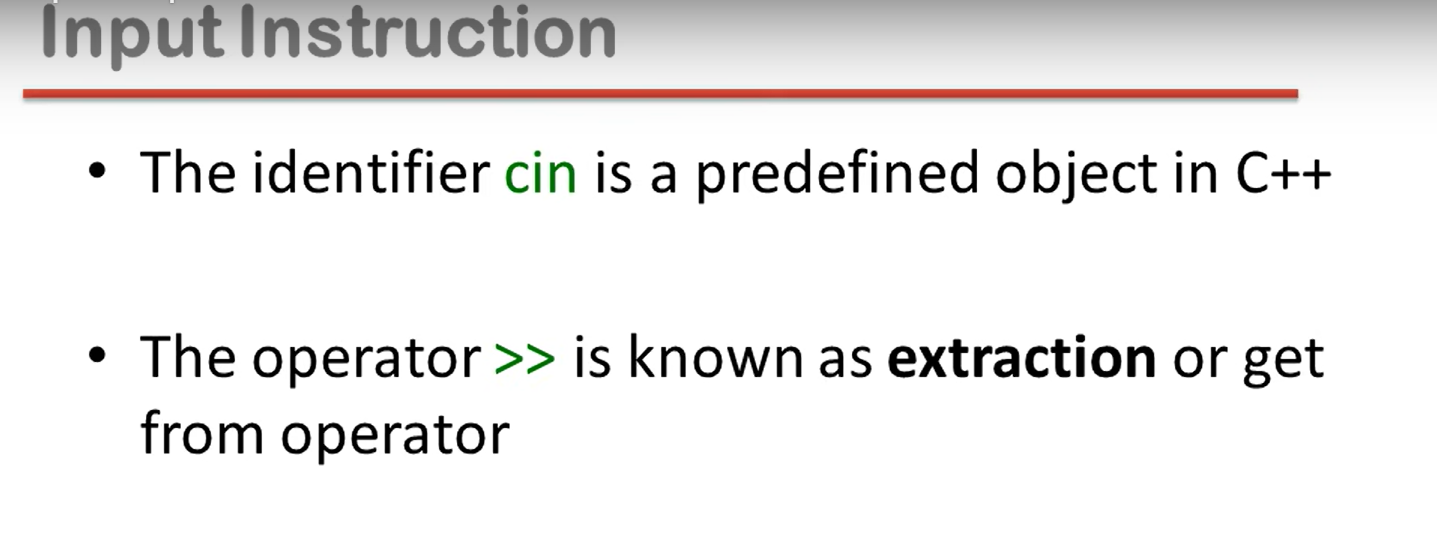 Input Instruction
• The identifier cin is a predefined object in C++
• The operator >> is known as extraction or get
from operator